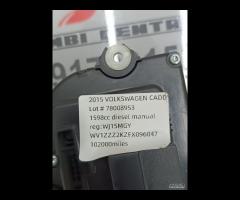 2015 VOLKSWAGEN CADD
Lot # 78008953
1598cc diesel manual
reg:WJ15MGY
WV1ZZZ2KZFX096047
102000miles